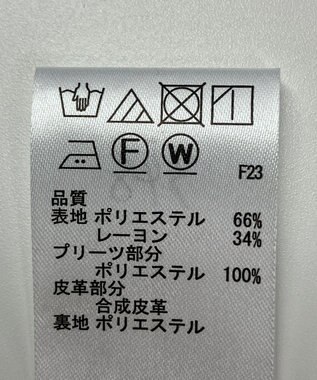 F W F23
品質
表地 ポリエステル 66%
レーヨン 34%
プリーツ部分
ポリエステル 100%
皮革部分
合成皮革
裏地 ポリエステル